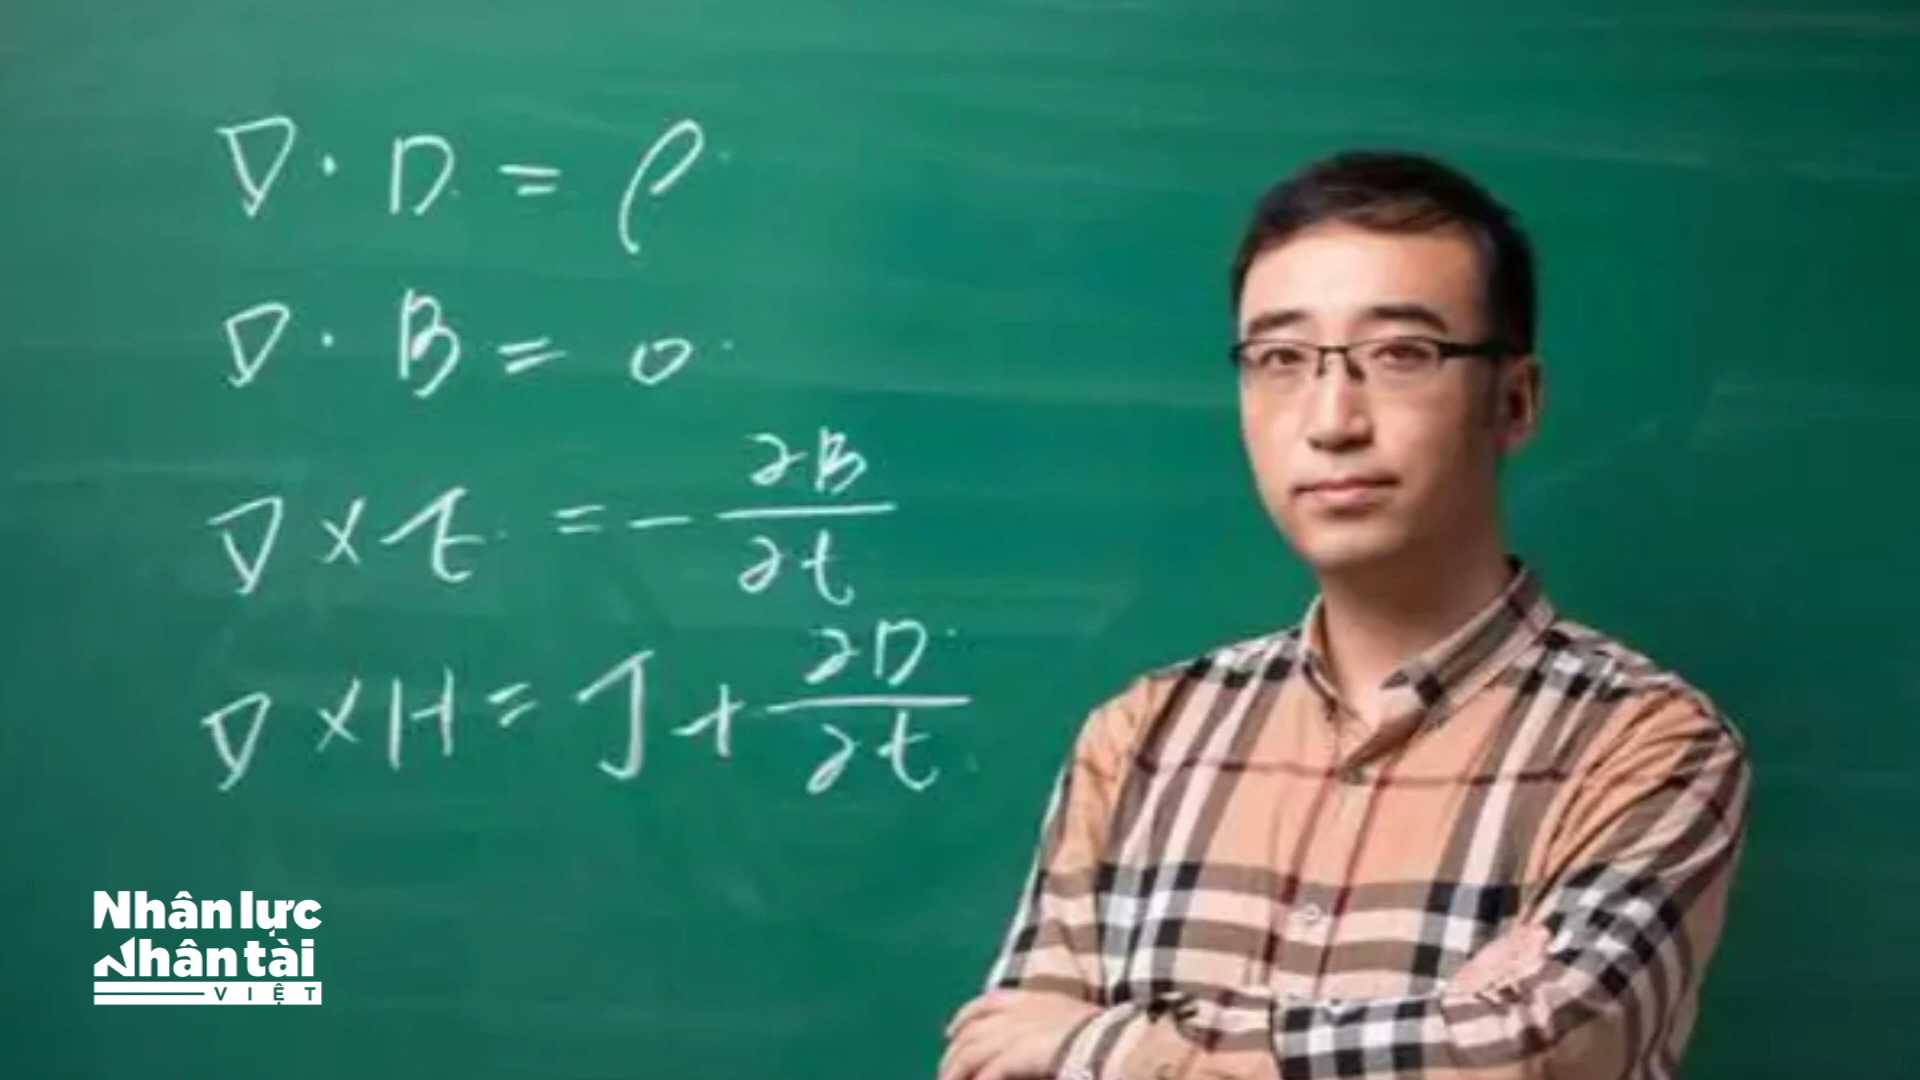 ∇ · D = ρ
∇ · B = 0
∇ × E = - ∂B/∂t
∇ × H = J + ∂D/∂t
Nhân lực
Nhân tài
VIỆT